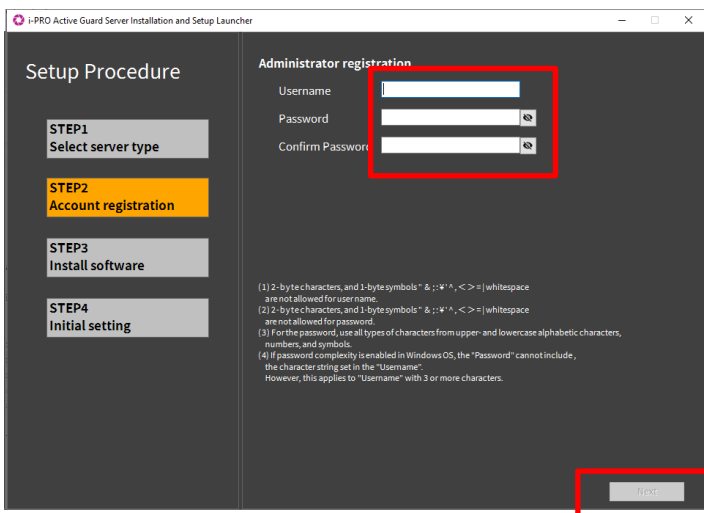 i-PRO Active Guard Server Installation and Setup Launcher
Setup Procedure
STEP1
Select server type
STEP2
Account registration
STEP3
Install software
STEP4
Initial setting
Administrator registration
Username
Password
Confirm Password
(1) 2-byte characters, and 1-byte symbols " & ; : ¥ ' ^ , < > = | whitespace
are not allowed for user name.
(2) 2-byte characters, and 1-byte symbols " & ; : ¥ ' ^ , < > = | whitespace
are not allowed for password.
(3) For the password, use all types of characters from upper- and lowercase alphabetic characters,
numbers, and symbols.
(4) If password complexity is enabled in Windows OS, the "Password" cannot include ,
the character string set in the "Username".
However, this applies to "Username" with 3 or more characters.
Next